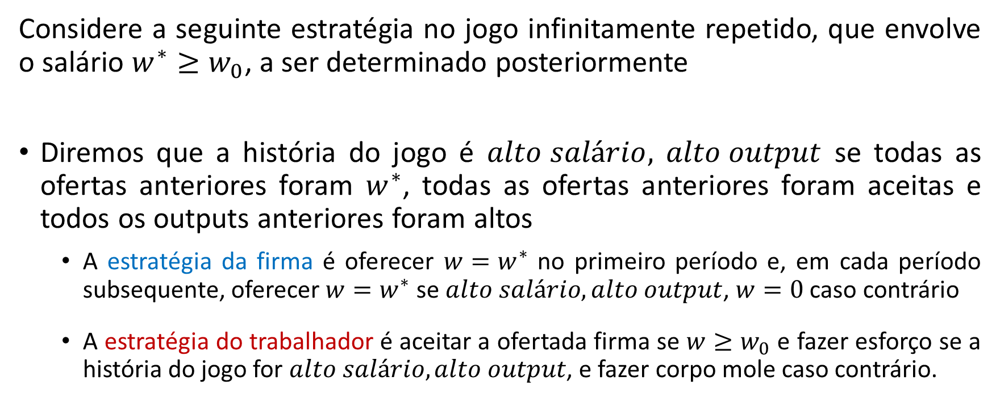 Considere a seguinte estratégia no jogo infinitamente repetido, que envolve
o salário w* ≥ w₀, a ser determinado posteriormente
• Diremos que a história do jogo é alto salário, alto output se todas as
ofertas anteriores foram w*, todas as ofertas anteriores foram aceitas e
todos os outputs anteriores foram altos
• A estratégia da firma é oferecer w = w* no primeiro período e, em cada período
subsequente, oferecer w = w* se alto salário, alto output, w = 0 caso contrário
• A estratégia do trabalhador é aceitar a ofertada firma se w ≥ w₀ e fazer esforço se a
história do jogo for alto salário, alto output, e fazer corpo mole caso contrário.